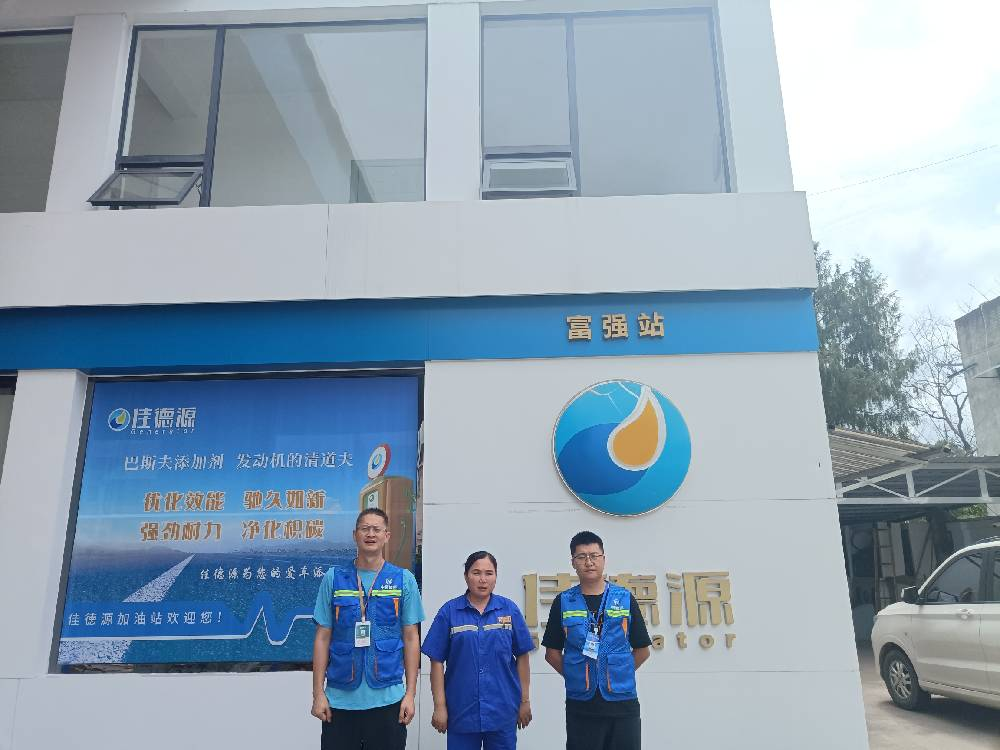 富强站
佳德源
Generator
巴斯夫添加剂 发动机的清道夫
优化效能 驰久如新
强劲耐力 净化积碳
佳德源为您的爱车添
佳德源加油站欢迎您!
佳德源